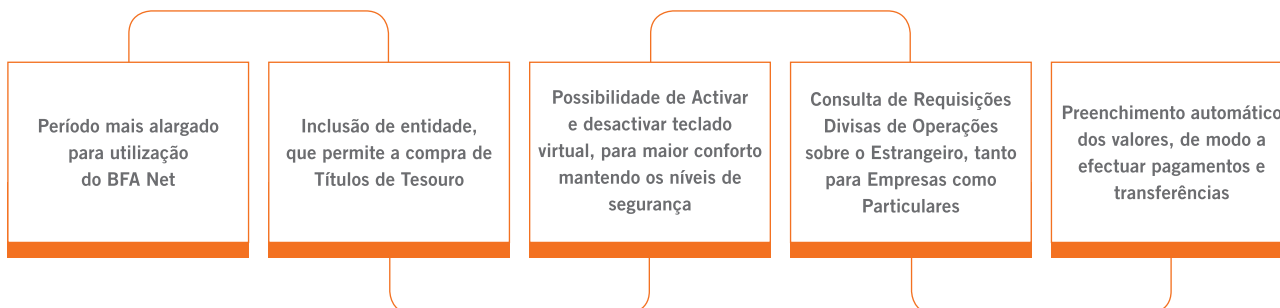 Período mais alargado
para utilização
do BFA Net
Inclusão de entidade,
que permite a compra de
Títulos de Tesouro
Possibilidade de Activar
e desactivar teclado
virtual, para maior conforto
mantendo os níveis de
segurança
Consulta de Requisições
Divisas de Operações
sobre o Estrangeiro, tanto
para Empresas como
Particulares
Preenchimento automático
dos valores, de modo a
efectuar pagamentos e
transferências